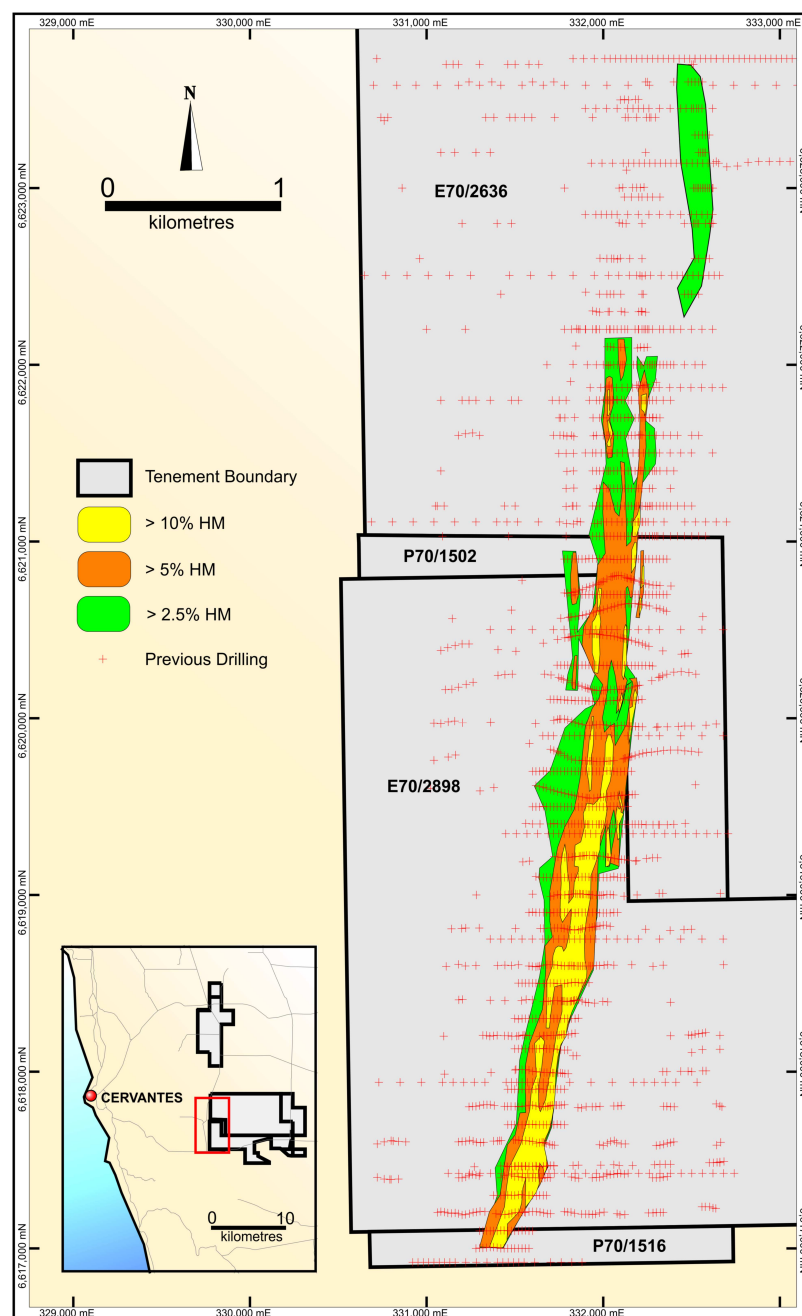 329,000 mE 330,000 mE 331,000 mE 332,000 mE 333,000 mE
N
0 1
kilometres
6,623,000 mN
E70/2636
6,622,000 mN
Tenement Boundary
> 10% HM
> 5% HM
> 2.5% HM
Previous Drilling
6,621,000 mN
P70/1502
6,620,000 mN
E70/2898
6,619,000 mN
6,618,000 mN
CERVANTES
0 10
kilometres
6,617,000 mN
P70/1516
329,000 mE 330,000 mE 331,000 mE 332,000 mE 333,000 mE